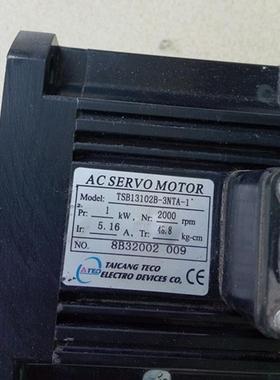 AC SERVO MOTOR
Model: TSB13102B-3NTA-1
Pr: 1 kW, Nr: 2000 rpm
Ir: 5.16 A, Tr: kg-cm
NO. 8B32002 009
TECO TAICANG TECO
ELECTRO DEVICES CO, CE